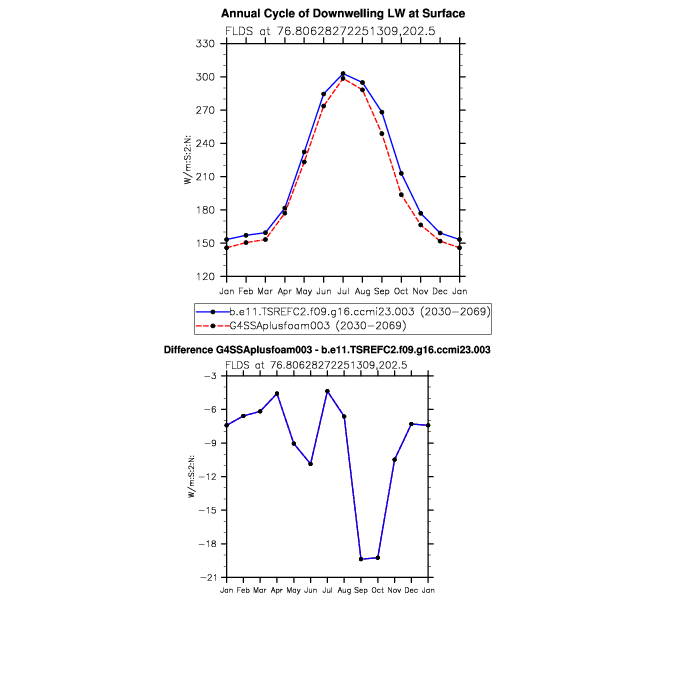 Annual Cycle of Downwelling LW at Surface
FLDS at 76.80628272251309,202.5
330
300
270
240
210
180
150
120
W/m:S:2:N:
Jan Feb Mar Apr May Jun Jul Aug Sep Oct Nov Dec Jan
b.e11.TSREFC2.f09.g16.ccmi23.003 (2030-2069)
G4SSAplusfoam003 (2030-2069)
Difference G4SSAplusfoam003 - b.e11.TSREFC2.f09.g16.ccmi23.003
FLDS at 76.80628272251309,202.5
-3
-6
-9
-12
-15
-18
-21
W/m:S:2:N:
Jan Feb Mar Apr May Jun Jul Aug Sep Oct Nov Dec Jan